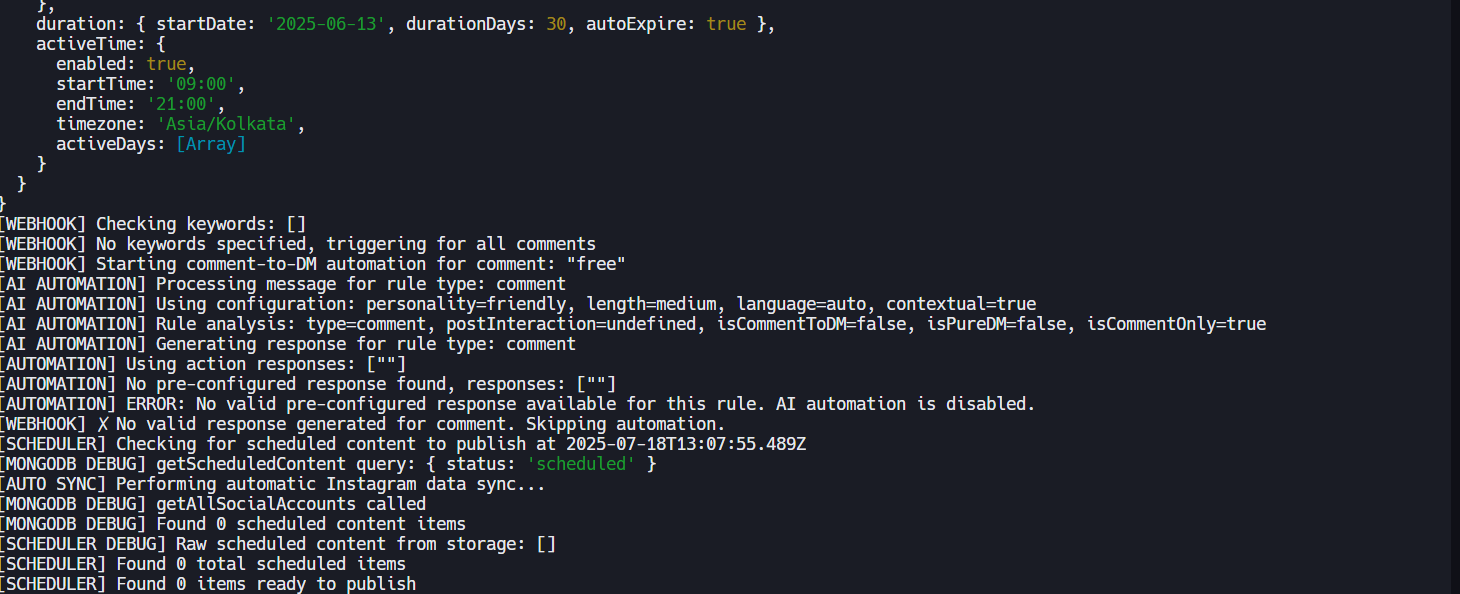 },
duration: { startDate: '2025-06-13', durationDays: 30, autoExpire: true },
activeTime: {
enabled: true,
startTime: '09:00',
endTime: '21:00',
timezone: 'Asia/Kolkata',
activeDays: [Array]
}
}
}
[WEBHOOK] Checking keywords: []
[WEBHOOK] No keywords specified, triggering for all comments
[WEBHOOK] Starting comment-to-DM automation for comment: "free"
[AI AUTOMATION] Processing message for rule type: comment
[AI AUTOMATION] Using configuration: personality=friendly, length=medium, language=auto, contextual=true
[AI AUTOMATION] Rule analysis: type=comment, postInteraction=undefined, isCommentToDM=false, isPureDM=false, isCommentOnly=true
[AI AUTOMATION] Generating response for rule type: comment
[AUTOMATION] Using action responses: [""]
[AUTOMATION] No pre-configured response found, responses: [""]
[AUTOMATION] ERROR: No valid pre-configured response available for this rule. AI automation is disabled.
[WEBHOOK] ✗ No valid response generated for comment. Skipping automation.
[SCHEDULER] Checking for scheduled content to publish at 2025-07-18T13:07:55.489Z
[MONGODB DEBUG] getScheduledContent query: { status: 'scheduled' }
[AUTO SYNC] Performing automatic Instagram data sync...
[MONGODB DEBUG] getAllSocialAccounts called
[MONGODB DEBUG] Found 0 scheduled content items
[SCHEDULER DEBUG] Raw scheduled content from storage: []
[SCHEDULER] Found 0 total scheduled items
[SCHEDULER] Found 0 items ready to publish